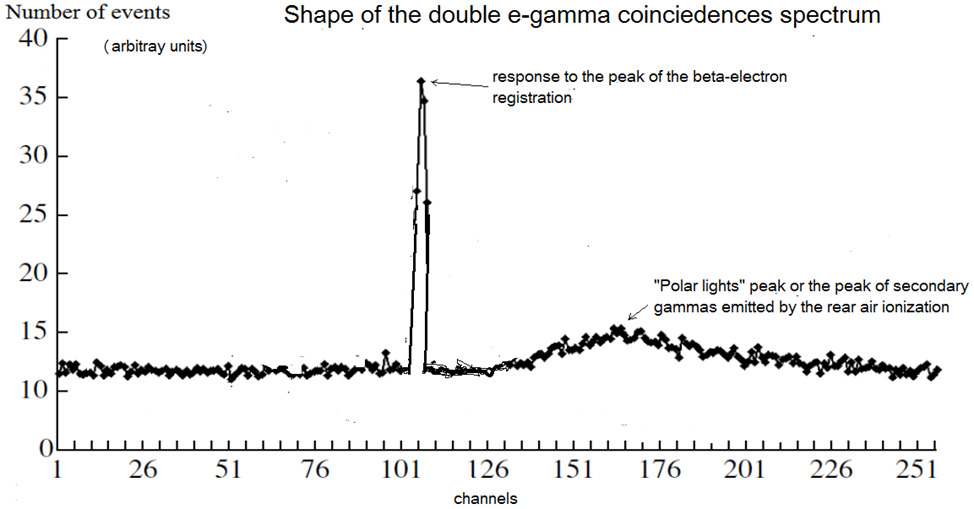 Number of events
Shape of the double e-gamma coinciedences spectrum
(arbitray units)
40
response to the peak of the beta-electron
registration
35
30
25
20
"Polar lights" peak or the peak of secondary
gammas emitted by the rear air ionization
15
10
0
1 26 51 76 101 126 151 176 201 226 251
channels